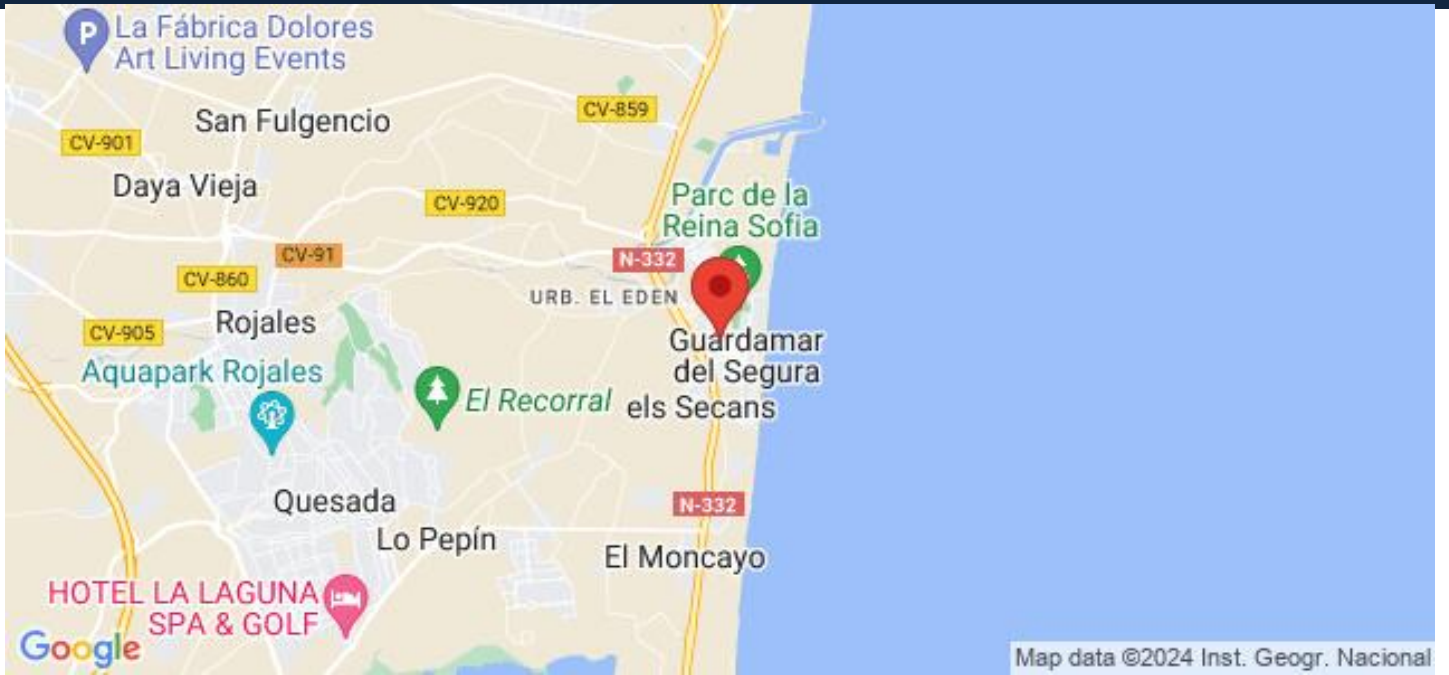 P
La Fábrica Dolores
Art Living Events
San Fulgencio
CV-859
CV-901
Daya Vieja
CV-920
Parc de la
Reina Sofia
CV-91
N-332
CV-860
URB. EL EDEN
Rojales
CV-905
Guardamar
del Segura
Aquapark Rojales
El Recorral
els Secans
Quesada
N-332
Lo Pepín
El Moncayo
HOTEL LA LAGUNA
SPA & GOLF
Google
Map data ©2024 Inst. Geogr. Nacional